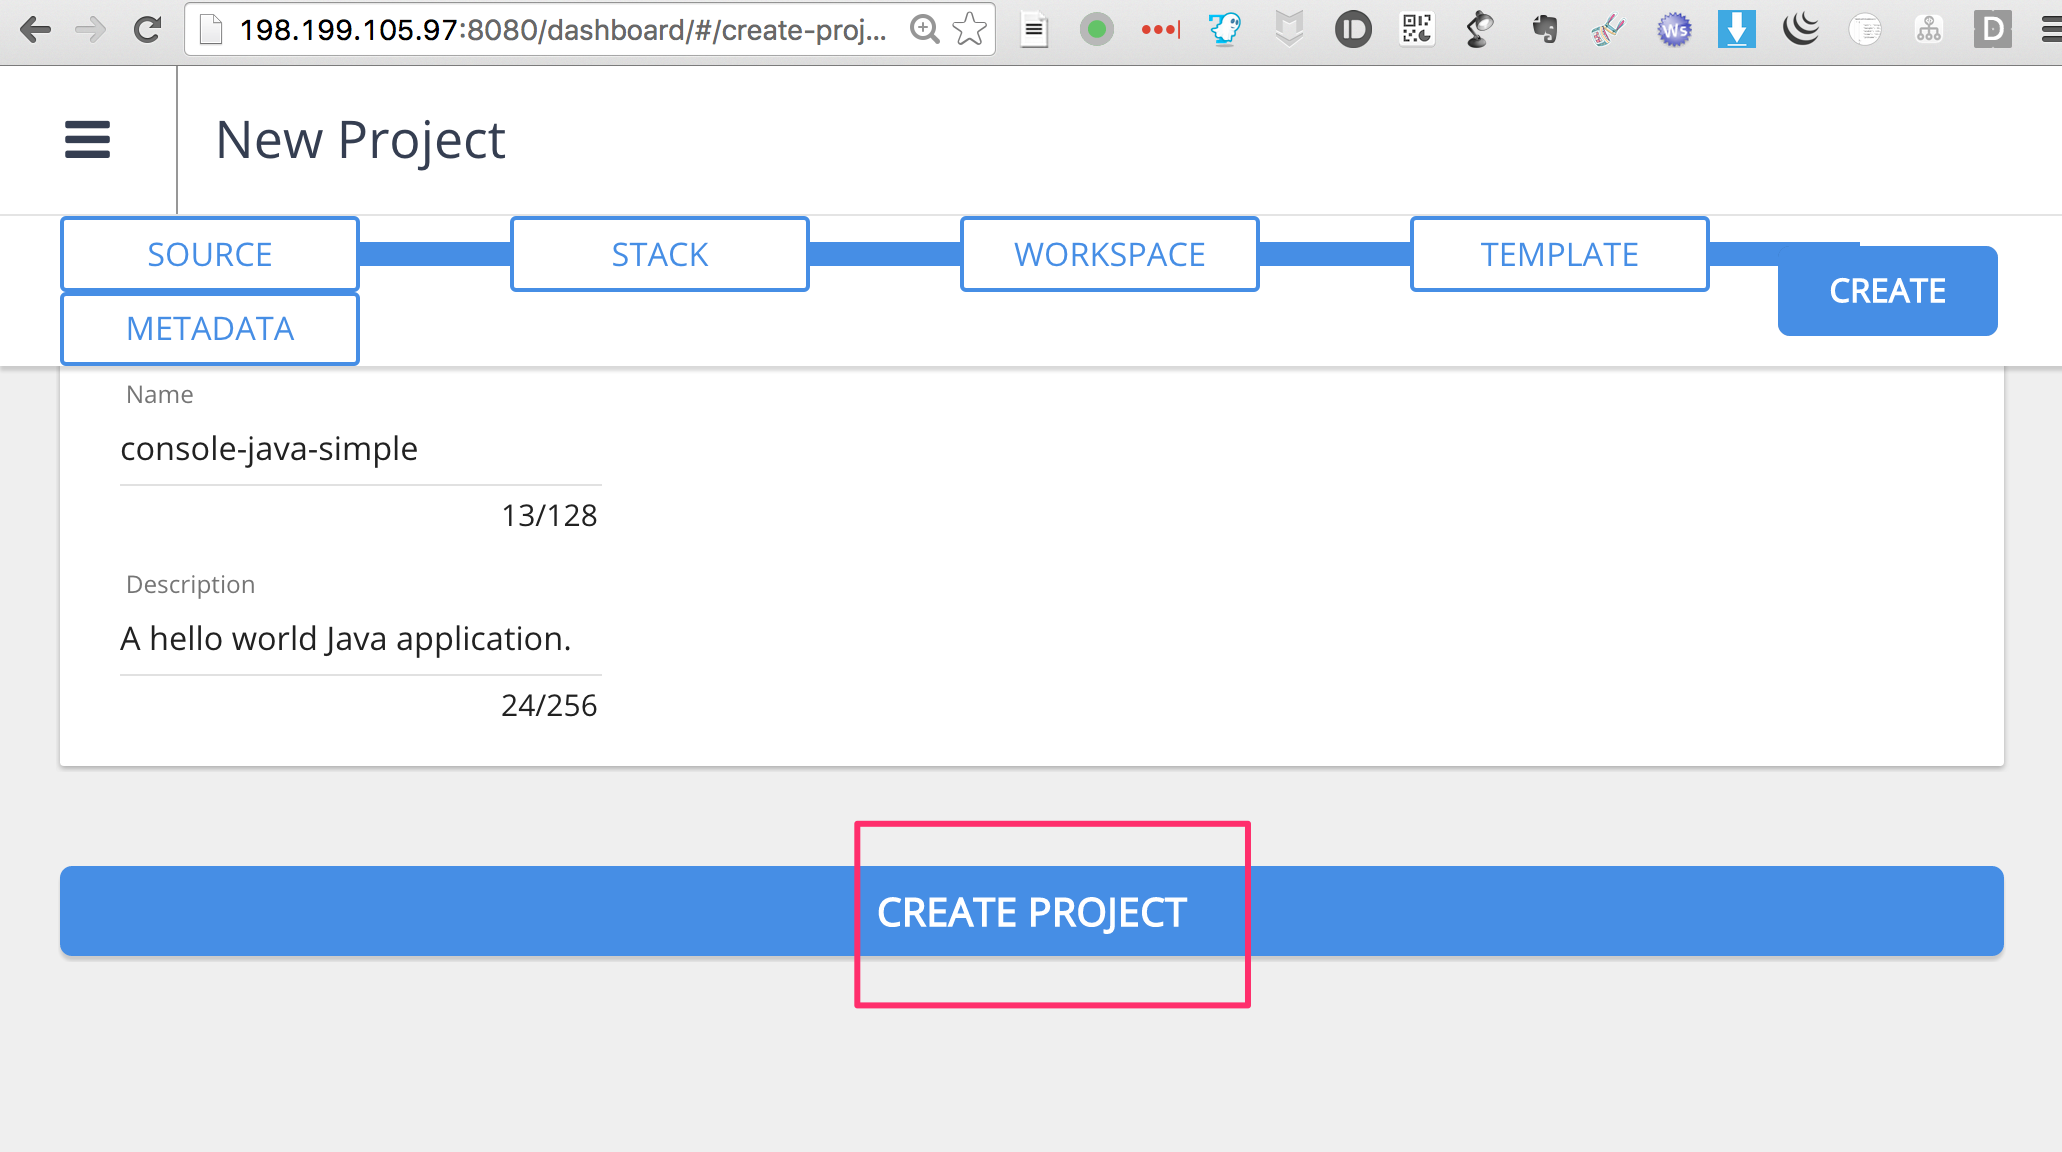 198.199.105.97:8080/dashboard/#/create-proj...
WS
D
New Project
SOURCE
STACK
WORKSPACE
TEMPLATE
CREATE
METADATA
Name
console-java-simple
13/128
Description
A hello world Java application.
24/256
CREATE PROJECT